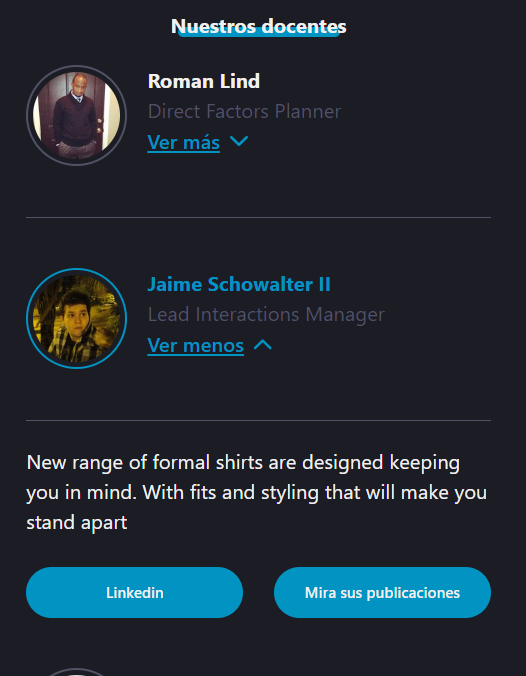 Nuestros docentes
Roman Lind
Direct Factors Planner
Ver más
Jaime Schowalter II
Lead Interactions Manager
Ver menos
New range of formal shirts are designed keeping
you in mind. With fits and styling that will make you
stand apart
Linkedin
Mira sus publicaciones